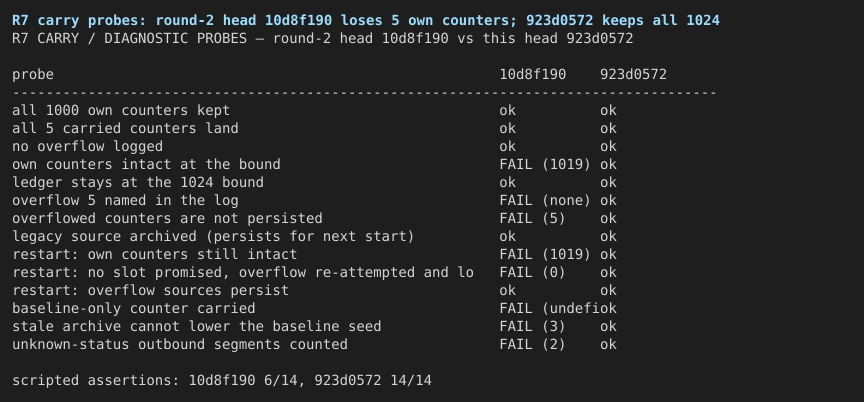 R7 carry probes: round-2 head 10d8f190 loses 5 own counters; 923d0572 keeps all 1024
R7 CARRY / DIAGNOSTIC PROBES — round-2 head 10d8f190 vs this head 923d0572
probe 10d8f190 923d0572
---------------------------------------------------------------------------------------
all 1000 own counters kept ok ok
all 5 carried counters land ok ok
no overflow logged ok ok
own counters intact at the bound FAIL (1019) ok
ledger stays at the 1024 bound ok ok
overflow 5 named in the log FAIL (none) ok
overflowed counters are not persisted FAIL (5) ok
legacy source archived (persists for next start) ok ok
restart: own counters still intact FAIL (1019) ok
restart: no slot promised, overflow re-attempted and lo FAIL (0) ok
restart: overflow sources persist ok ok
baseline-only counter carried FAIL (undefiok
stale archive cannot lower the baseline seed FAIL (3) ok
unknown-status outbound segments counted FAIL (2) ok
scripted assertions: 10d8f190 6/14, 923d0572 14/14